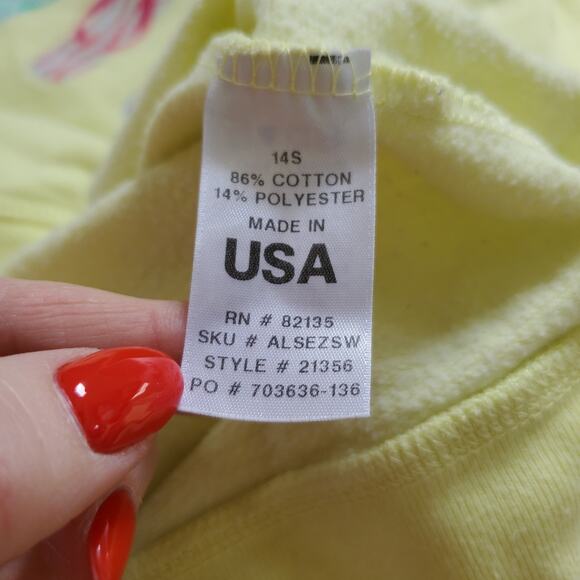 14S
86% COTTON
14% POLYESTER
MADE IN
USA
RN # 82135
SKU # ALSEZSW
STYLE # 21356
PO # 703636-136